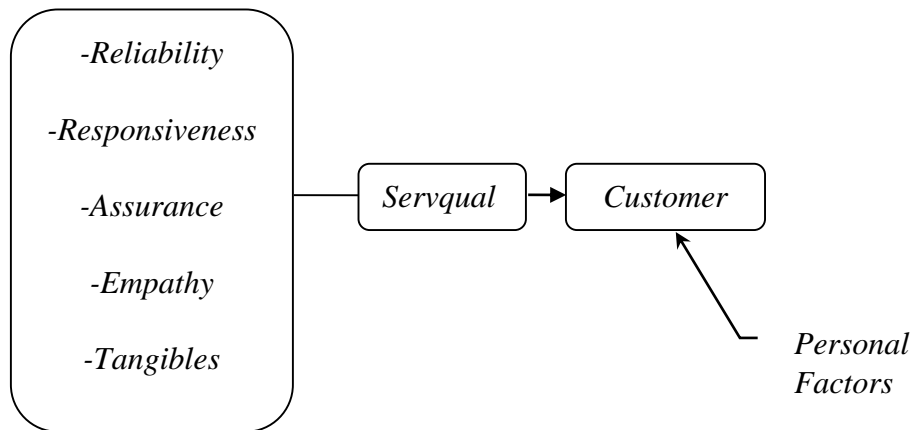 -Reliability
-Responsiveness
-Assurance
-Empathy
-Tangibles
Servqual
Customer
Personal
Factors